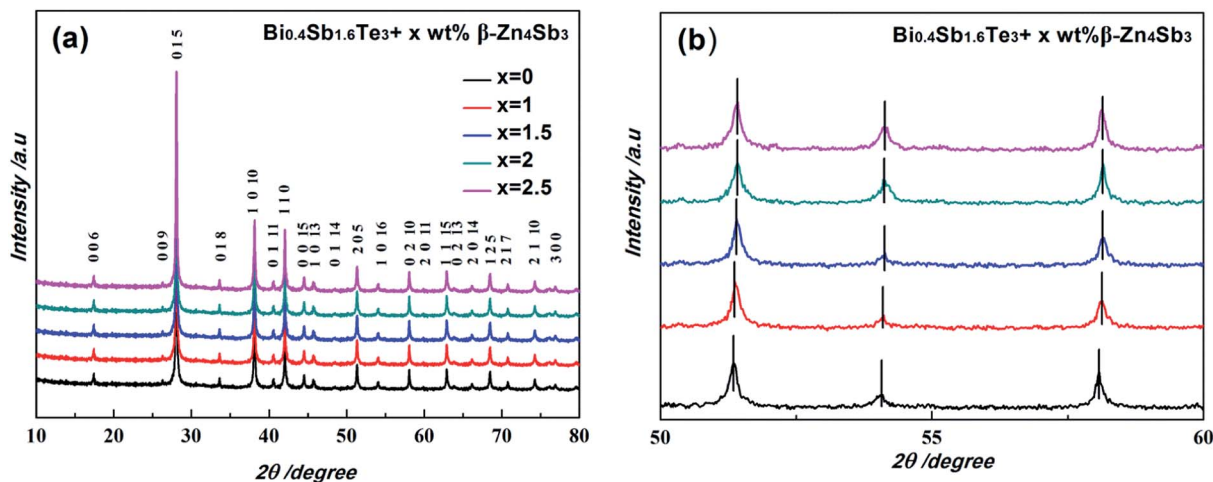 (a)
Bi0.4Sb1.6Te3+ x wt% β-Zn4Sb3
x=0
x=1
x=1.5
x=2
x=2.5
0 0 6
0 0 9
0 1 5
0 1 8
1 0 10
0 1 11
1 1 0
0 0 15
1 0 13
0 1 14
2 0 5
1 0 16
0 2 10
2 0 11
1 1 15
0 2 13
2 0 14
1 2 5
2 1 7
2 1 10
3 0 0
Intensity /a.u
10 20 30 40 50 60 70 80
2θ /degree
(b)
Bi0.4Sb1.6Te3+ x wt%β-Zn4Sb3
Intensity /a.u
50 55 60
2θ /degree